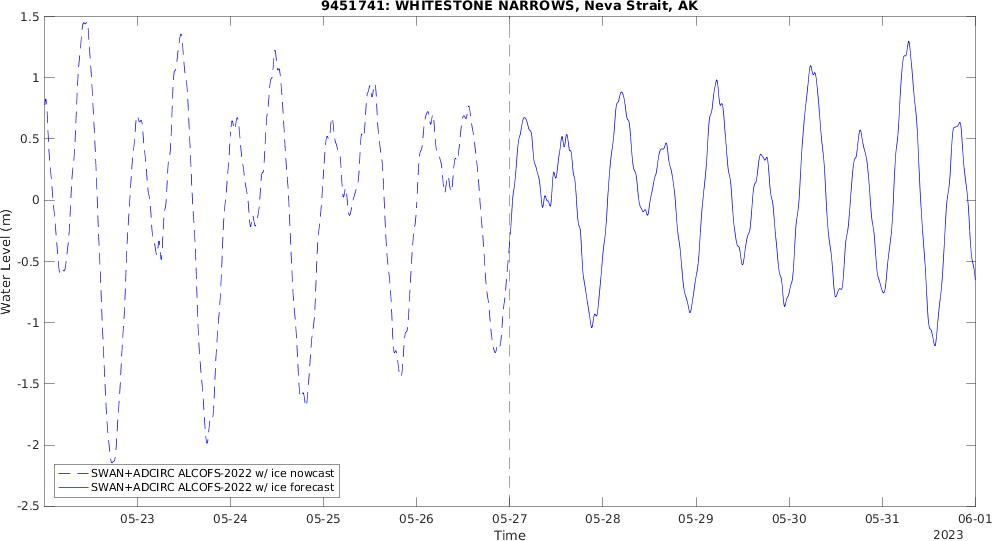 9451741: WHITESTONE NARROWS, Neva Strait, AK
1.5
1
0.5
0
-0.5
-1
-1.5
-2
-2.5
Water Level (m)
SWAN+ADCIRC ALCOFS-2022 w/ ice nowcast
SWAN+ADCIRC ALCOFS-2022 w/ ice forecast
05-23 05-24 05-25 05-26 05-27 05-28 05-29 05-30 05-31 06-01
Time
2023